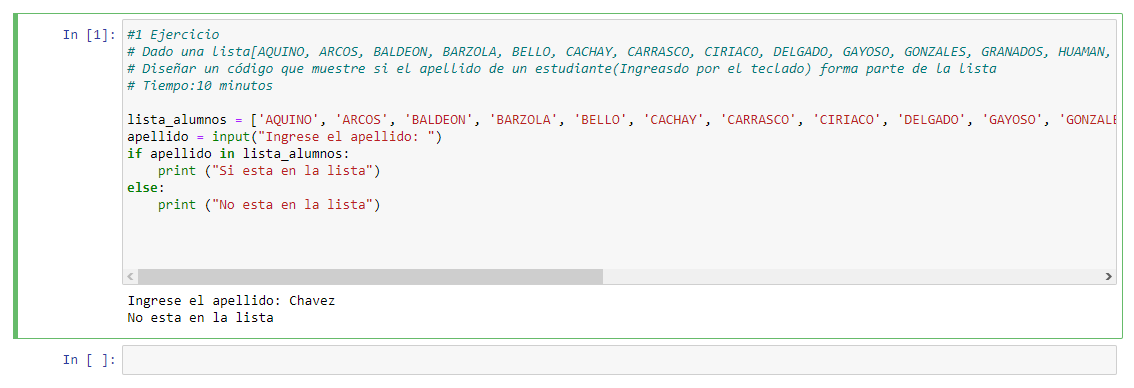 In [1]:
#1 Ejercicio
# Dado una lista[AQUINO, ARCOS, BALDEON, BARZOLA, BELLO, CACHAY, CARRASCO, CIRIACO, DELGADO, GAYOSO, GONZALES, GRANADOS, HUAMAN,
# Diseñar un código que muestre si el apellido de un estudiante(Ingreasdo por el teclado) forma parte de la lista
# Tiempo:10 minutos
lista_alumnos = ['AQUINO', 'ARCOS', 'BALDEON', 'BARZOLA', 'BELLO', 'CACHAY', 'CARRASCO', 'CIRIACO', 'DELGADO', 'GAYOSO', 'GONZALE
apellido = input("Ingrese el apellido: ")
if apellido in lista_alumnos:
    print ("Si esta en la lista")
else:
    print ("No esta en la lista")
Ingrese el apellido: Chavez
No esta en la lista
In [ ]: